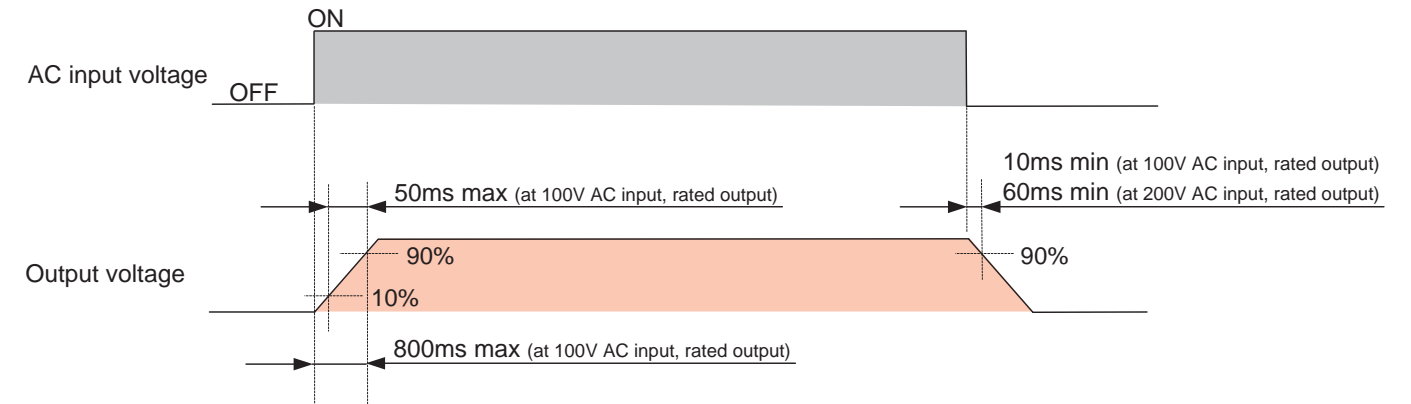 ON
AC input voltage
OFF
10ms min (at 100V AC input, rated output)
50ms max (at 100V AC input, rated output)
60ms min (at 200V AC input, rated output)
90%
90%
Output voltage
10%
800ms max (at 100V AC input, rated output)